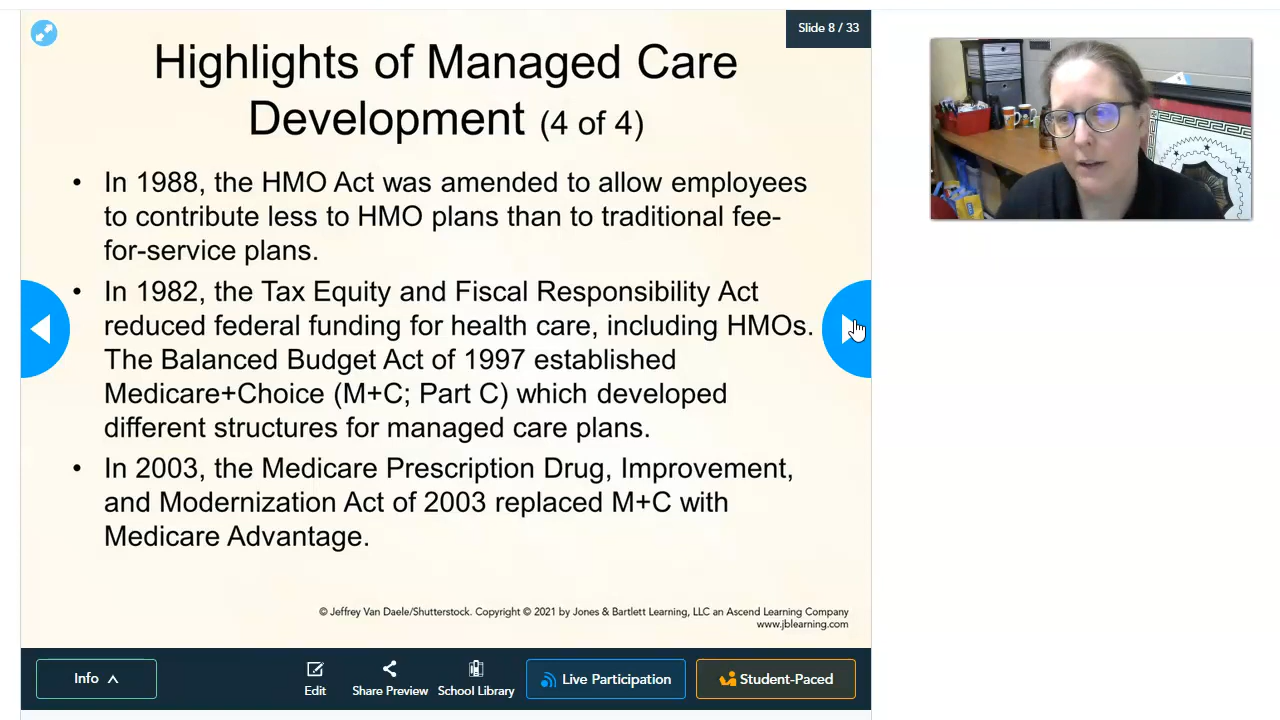 Slide 8 / 33
Highlights of Managed Care
Development (4 of 4)
• In 1988, the HMO Act was amended to allow employees
to contribute less to HMO plans than to traditional fee-
for-service plans.
• In 1982, the Tax Equity and Fiscal Responsibility Act
reduced federal funding for health care, including HMOs.
The Balanced Budget Act of 1997 established
Medicare+Choice (M+C; Part C) which developed
different structures for managed care plans.
• In 2003, the Medicare Prescription Drug, Improvement,
and Modernization Act of 2003 replaced M+C with
Medicare Advantage.
© Jeffrey Van Daele/Shutterstock. Copyright © 2021 by Jones & Bartlett Learning, LLC an Ascend Learning Company
www.jblearning.com
Info
Edit
Share Preview
School Library
Live Participation
Student-Paced